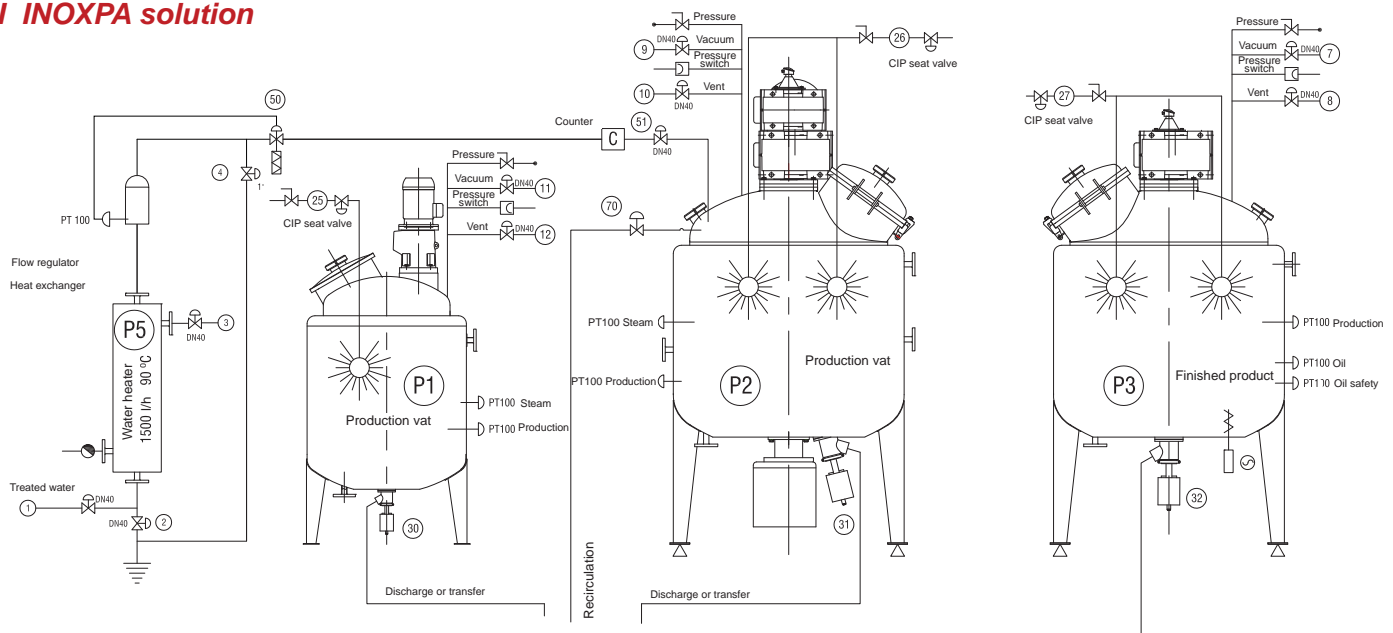 I INOXPA solution
50
4
1"
PT 100
Flow regulator
Heat exchanger
P5
Water heater
1500 l/h 90 ºC
DN40
3
Treated water
1
DN40
DN40
2
25
CIP seat valve
Pressure
Vacuum
DN40
11
Pressure
switch
Vent
DN40
12
P1
Production vat
PT100 Steam
PT100 Production
30
Discharge or transfer
Counter
C
51
DN40
70
Recirculation
Pressure
DN40
Vacuum
9
Pressure
switch
10
Vent
DN40
26
CIP seat valve
PT100 Steam
PT100 Production
P2
Production vat
31
Discharge or transfer
27
CIP seat valve
Pressure
Vacuum
DN40
7
Pressure
switch
Vent
DN40
8
P3
Finished product
PT100 Production
PT100 Oil
PT110 Oil safety
32